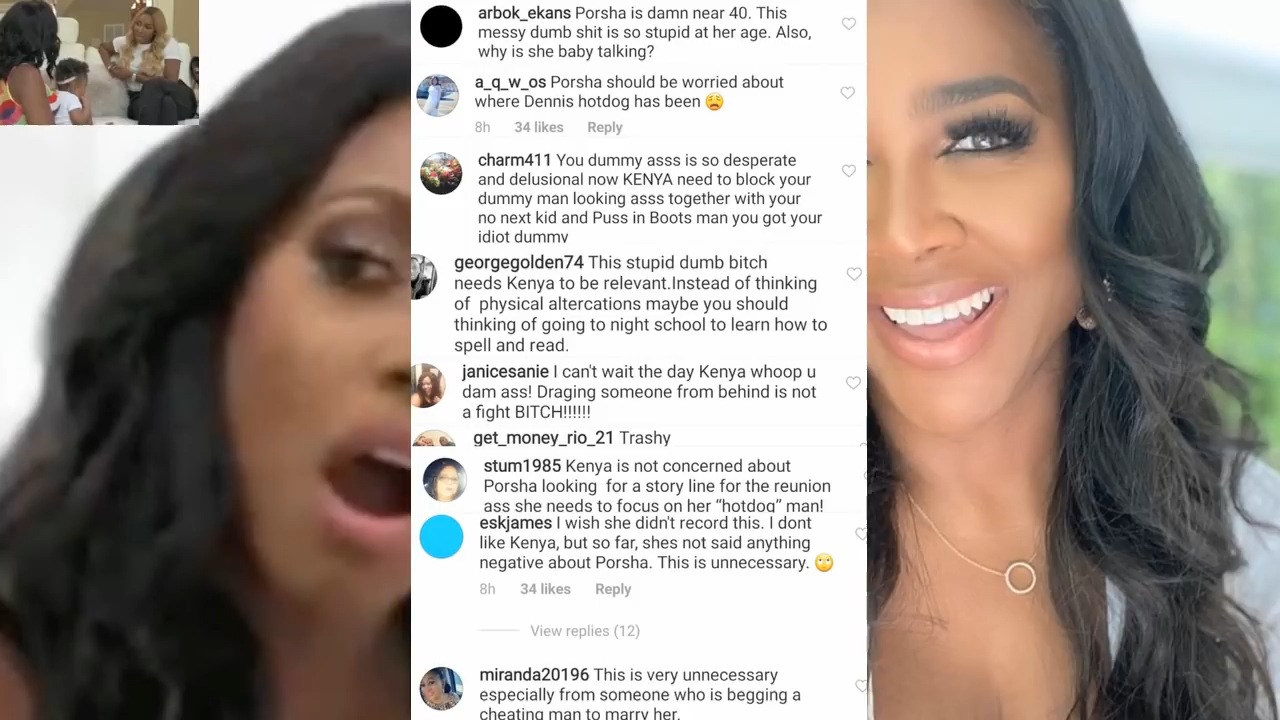 arbok_ekans Porsha is damn near 40. This
messy dumb shit is so stupid at her age. Also,
why is she baby talking?
a_q_w_os Porsha should be worried about
where Dennis hotdog has been 😩
8h 34 likes Reply
charm411 You dummy asss is so desperate
and delusional now KENYA need to block your
dummy man looking asss together with your
no next kid and Puss in Boots man you got your
idiot dummy
georgegolden74 This stupid dumb bitch
needs Kenya to be relevant.Instead of thinking
of physical altercations maybe you should
thinking of going to night school to learn how to
spell and read.
janicesanie I can't wait the day Kenya whoop u
dam ass! Draging someone from behind is not
a fight BITCH!!!!!!
get_money_rio_21 Trashy
stum1985 Kenya is not concerned about
Porsha looking for a story line for the reunion
ass she needs to focus on her “hotdog” man!
eskjames I wish she didn't record this. I dont
like Kenya, but so far, shes not said anything
negative about Porsha. This is unnecessary. 🙄
8h 34 likes Reply
View replies (12)
miranda20196 This is very unnecessary
especially from someone who is begging a
cheating man to marry her.